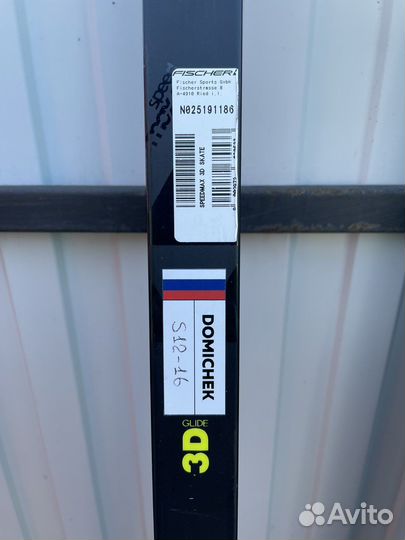 FISCHER
Fischer Sports GmbH
Fischerstrasse 8
A-4910 Ried i.I.
N025191186
SPEEDMAX 3D SKATE
DOMICHEK
S12-16
3D
GLIDE
Avito